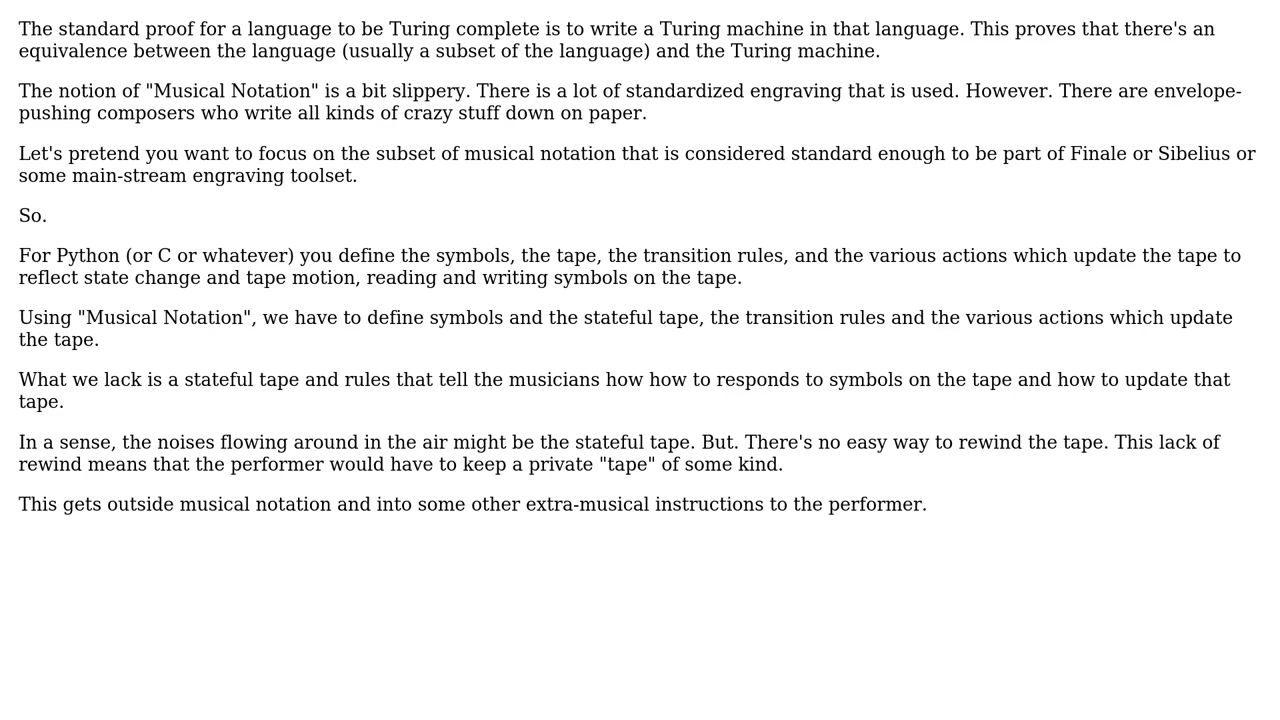 The standard proof for a language to be Turing complete is to write a Turing machine in that language. This proves that there's an
equivalence between the language (usually a subset of the language) and the Turing machine.
The notion of "Musical Notation" is a bit slippery. There is a lot of standardized engraving that is used. However. There are envelope-
pushing composers who write all kinds of crazy stuff down on paper.
Let's pretend you want to focus on the subset of musical notation that is considered standard enough to be part of Finale or Sibelius or
some main-stream engraving toolset.
So.
For Python (or C or whatever) you define the symbols, the tape, the transition rules, and the various actions which update the tape to
reflect state change and tape motion, reading and writing symbols on the tape.
Using "Musical Notation", we have to define symbols and the stateful tape, the transition rules and the various actions which update
the tape.
What we lack is a stateful tape and rules that tell the musicians how how to responds to symbols on the tape and how to update that
tape.
In a sense, the noises flowing around in the air might be the stateful tape. But. There's no easy way to rewind the tape. This lack of
rewind means that the performer would have to keep a private "tape" of some kind.
This gets outside musical notation and into some other extra-musical instructions to the performer.